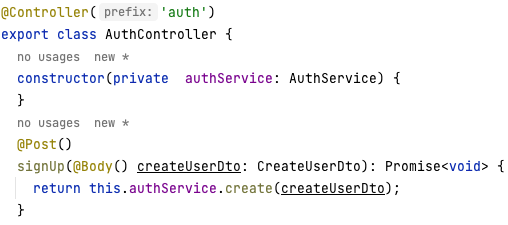 @Controller( prefix: 'auth')
export class AuthController {
no usages  new *
  constructor(private  authService: AuthService) {
  }
no usages  new *
  @Post()
  signUp(@Body() createUserDto: CreateUserDto): Promise<void> {
    return this.authService.create(createUserDto);
  }